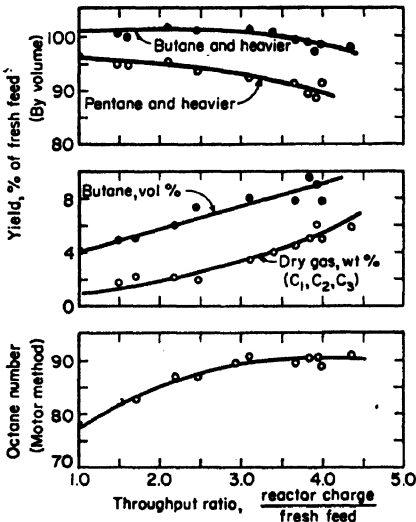 Yield, % of fresh feed
(By volume)
100
90
80
Butane and heavier
Pentane and heavier
8
4
0
Butane, vol %
Dry gas, wt %
(C₁, C₂, C₃)
Octane number
(Motor method)
90
80
70
1.0 2.0 3.0 4.0 5.0
Throughput ratio, reactor charge
fresh feed